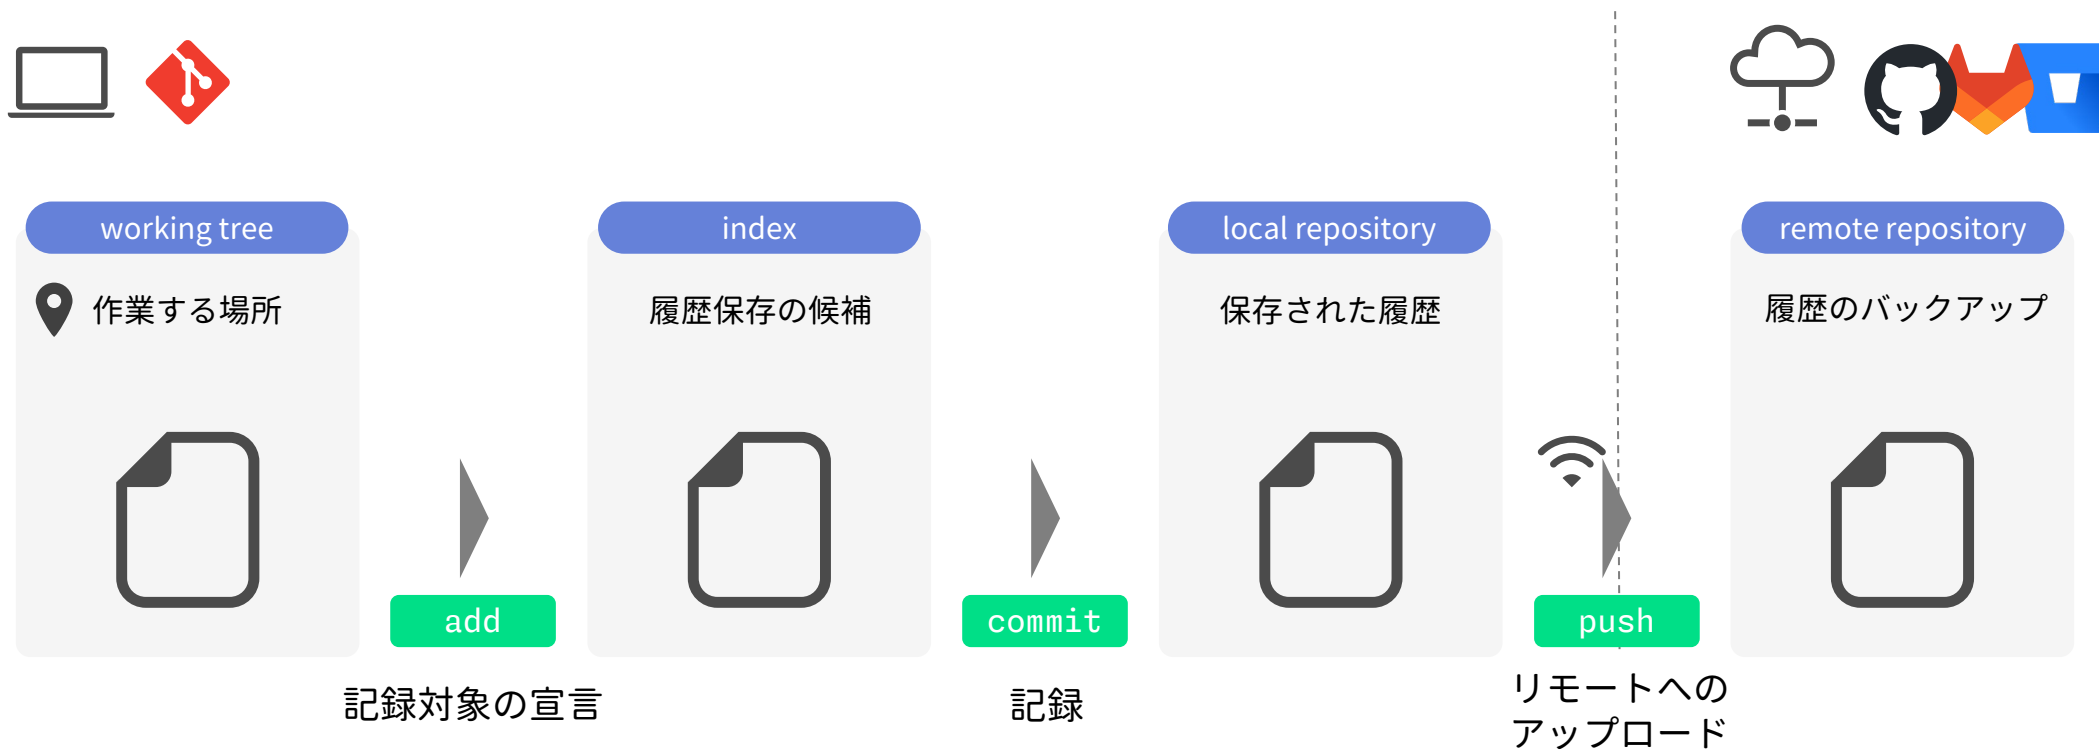 working tree
作業する場所
index
履歴保存の候補
local repository
保存された履歴
remote repository
履歴のバックアップ
add
記録対象の宣言
commit
記録
push
リモートへの
アップロード